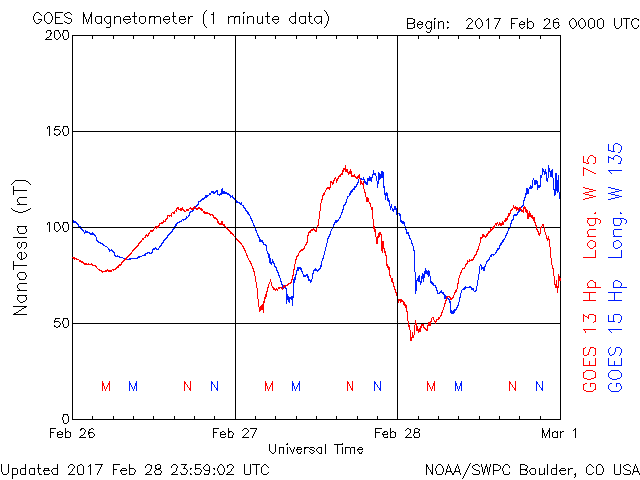 GOES Magnetometer (1 minute data)
Begin: 2017 Feb 26 0000 UTC
200
150
100
50
0
NanoTesla (nT)
M M N N M M N N M M N N
Feb 26 Feb 27 Feb 28 Mar 1
Universal Time
GOES 13 Hp Long. W 75
GOES 15 Hp Long. W 135
Updated 2017 Feb 28 23:59:02 UTC
NOAA/SWPC Boulder, CO USA